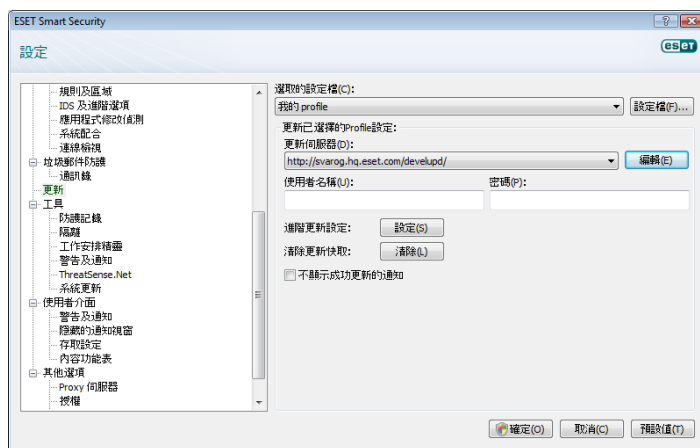 ESET Smart Security
設定
eseT
規則及區域
IDS 及進階選項
應用程式修改偵測
系統配合
連線檢視
垃圾郵件防護
通訊錄
更新
工具
防護記錄
隔離
工作安排精靈
警告及通知
ThreatSense.Net
系統更新
使用者介面
警告及通知
隱藏的通知視窗
存取設定
內容功能表
其他選項
Proxy 伺服器
授權
選取的設定檔(C):
我的 profile
設定檔(F)...
更新已選擇的Profile設定:
更新伺服器(D):
http://svarog.hq.eset.com/developd/
編輯(E)
使用者名稱(U):
密碼(P):
進階更新設定:
設定(S)
清除更新快取:
清除(L)
不顯示成功更新的通知
確定(O)
取消(C)
預設值(T)